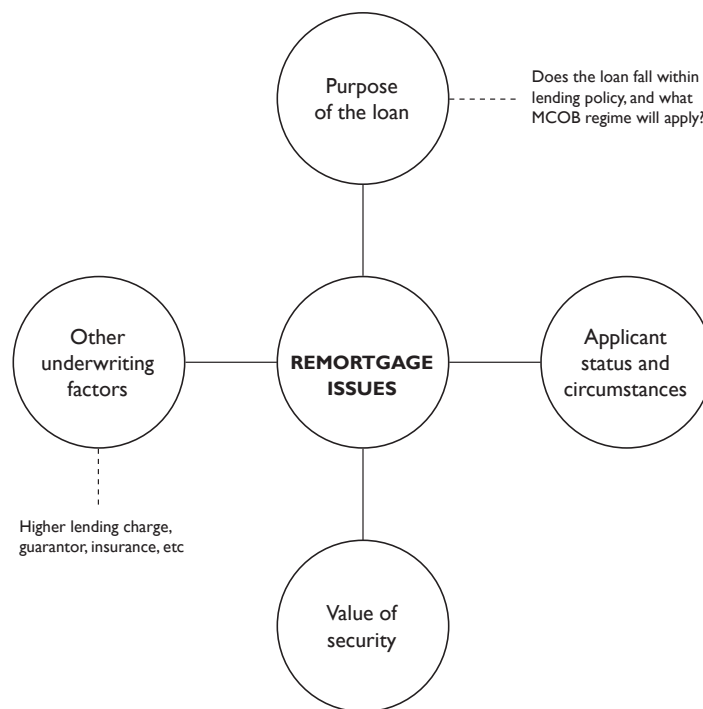 Purpose
of the loan
Does the loan fall within
lending policy, and what
MCOB regime will apply?
Other
underwriting
factors
REMORTGAGE
ISSUES
Applicant
status and
circumstances
Higher lending charge,
guarantor, insurance, etc
Value of
security